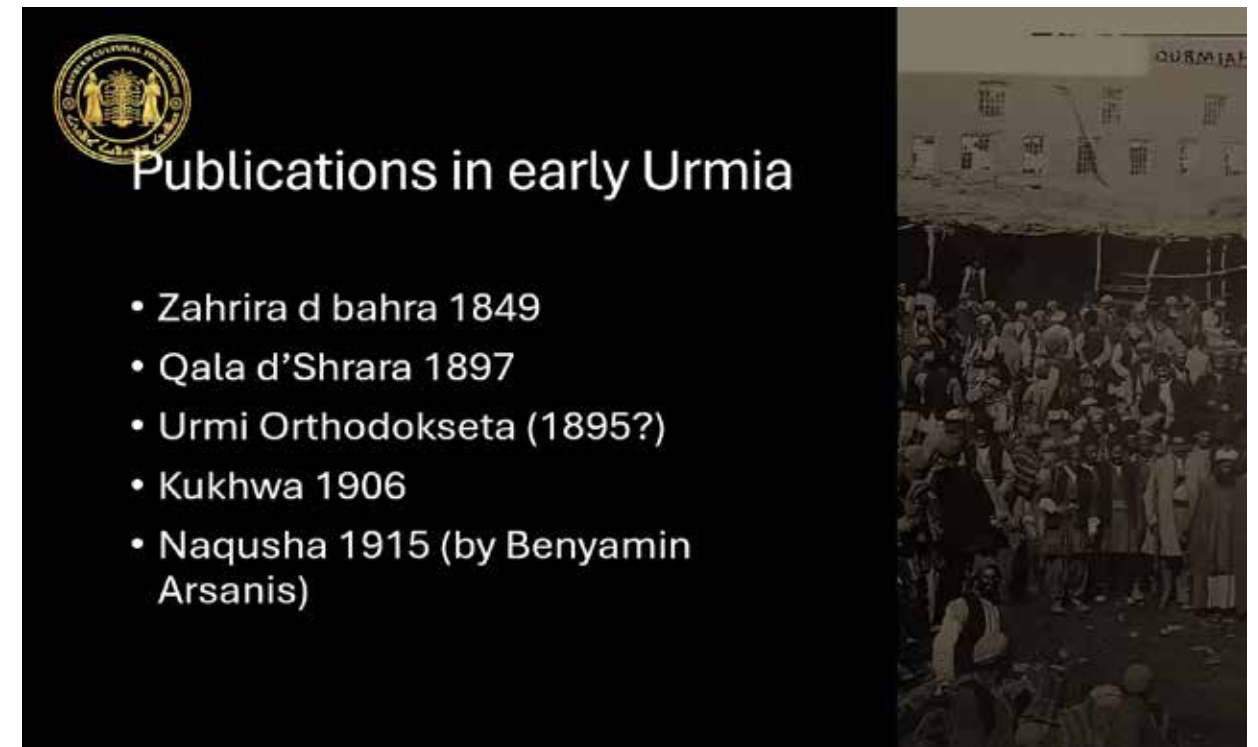 Publications in early Urmia
• Zahrira d bahra 1849
• Qala d’Shrara 1897
• Urmi Orthodokseta (1895?)
• Kukhwa 1906
• Naqusha 1915 (by Benyamin
Arsanis)
OURMIAH